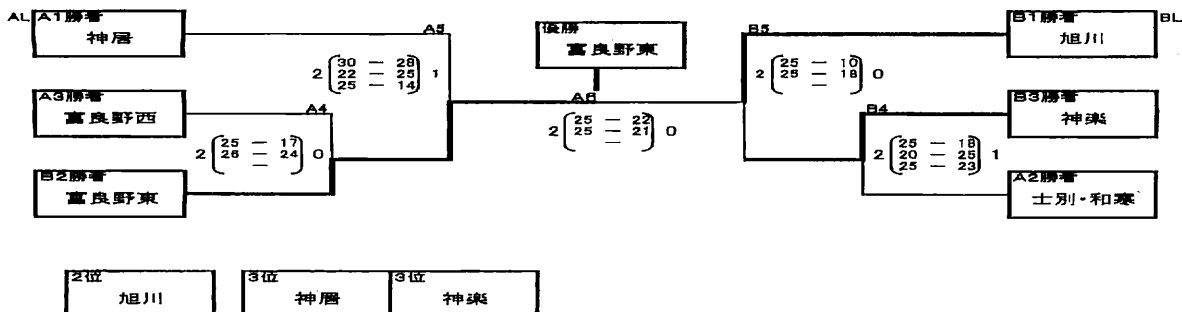 AL A1勝者 神居
A5
優勝 富良野東
B5
B1勝者 旭川 BL
2 30 — 28 1
22 — 25
25 — 14
2 25 — 10 0
25 — 18
A3勝者 富良野西
A4
A6
B4
B3勝者 神楽
2 25 — 17 0
26 — 24
—
2 25 — 22 0
25 — 21
—
2 25 — 18 1
20 — 25
25 — 23
B2勝者 富良野東
A2勝者 士別・和寒
2位 旭川
3位 神居
3位 神楽